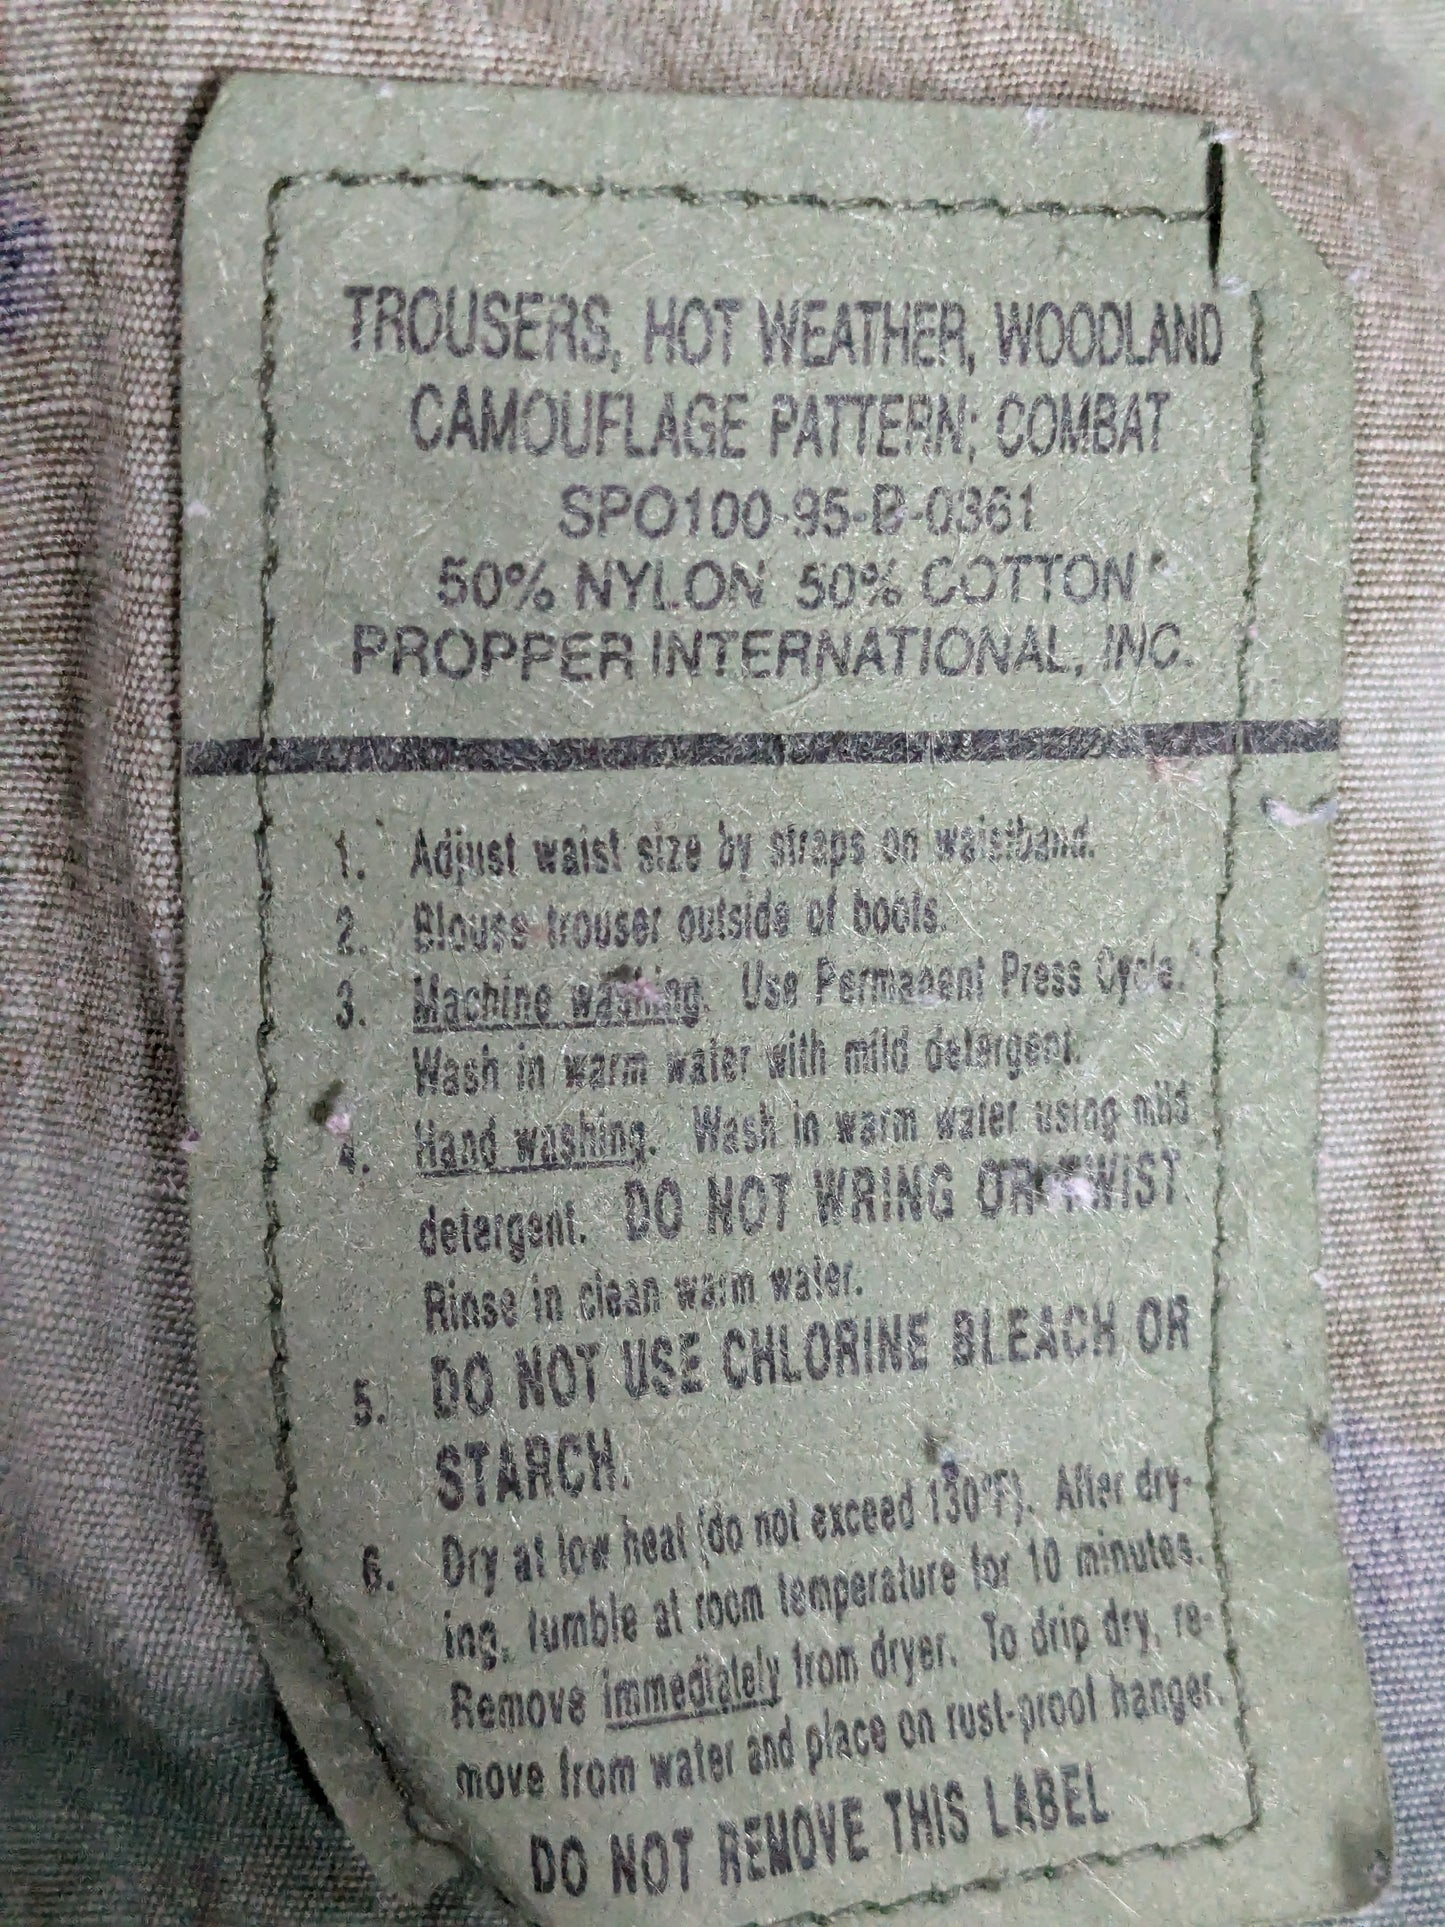 TROUSERS, HOT WEATHER, WOODLAND
CAMOUFLAGE PATTERN; COMBAT
SPO100-95-B-0361
50% NYLON 50% COTTON
PROPPER INTERNATIONAL, INC.
1. Adjust waist size by straps on waistband.
2. Blouse trouser outside of boots.
3. Machine washing. Use Permanent Press Cycle.
Wash in warm water with mild detergent.
4. Hand washing. Wash in warm water using mild
detergent. DO NOT WRING OR TWIST
Rinse in clean warm water.
5. DO NOT USE CHLORINE BLEACH OR
STARCH.
6. Dry at low heat (do not exceed 130°F). After dry-
ing, tumble at room temperature for 10 minutes.
Remove immediately from dryer. To drip dry, re-
move from water and place on rust-proof hanger.
DO NOT REMOVE THIS LABEL